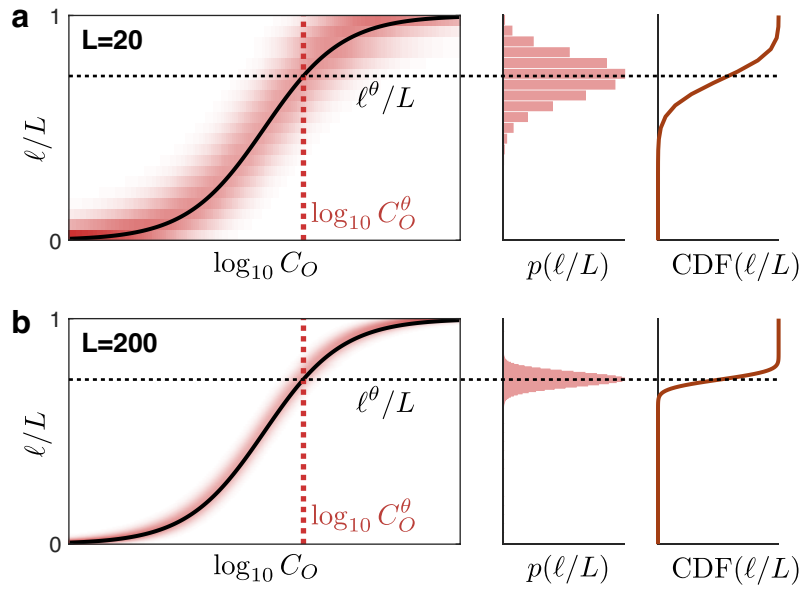 a
L=20
1
ℓ/L
0
ℓ^θ/L
log₁₀ C_O^θ
log₁₀ C_O
p(ℓ/L)
CDF(ℓ/L)
b
L=200
1
ℓ/L
0
ℓ^θ/L
log₁₀ C_O^θ
log₁₀ C_O
p(ℓ/L)
CDF(ℓ/L)